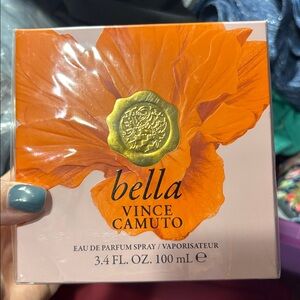 bella
VINCE
CAMUTO
EAU DE PARFUM SPRAY / VAPORISATEUR
3.4 FL. OZ. 100 mL ℮